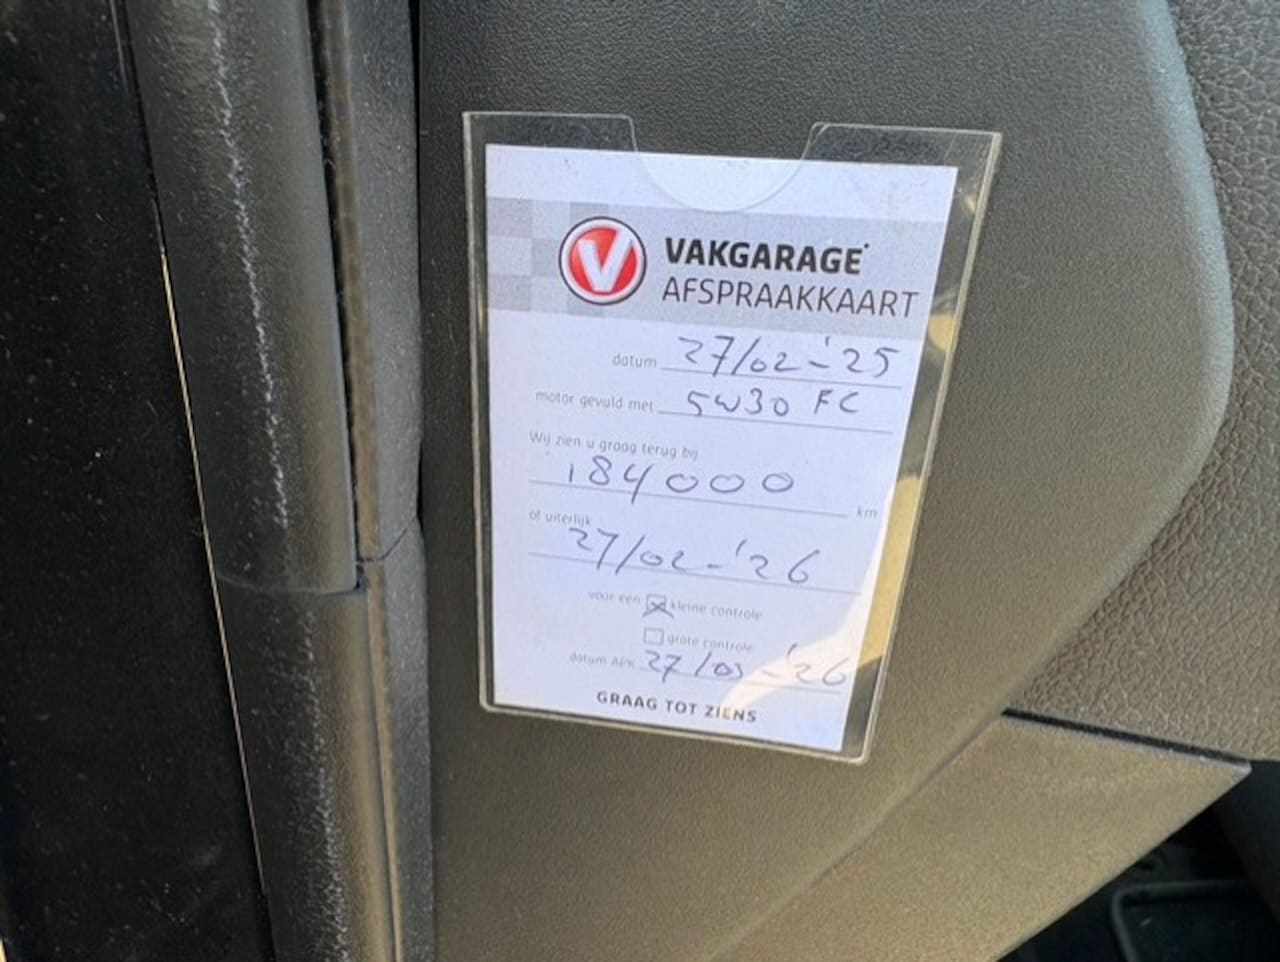 V VAKGARAGE
AFSPRAAKKAART
datum 27/02-'25
motor gevuld met 5W30 FC
Wij zien u graag terug bij
184000 km
of uiterlijk
27/02-'26
voor een kleine controle
grote controle
datum APK 27/03-'26
GRAAG TOT ZIENS